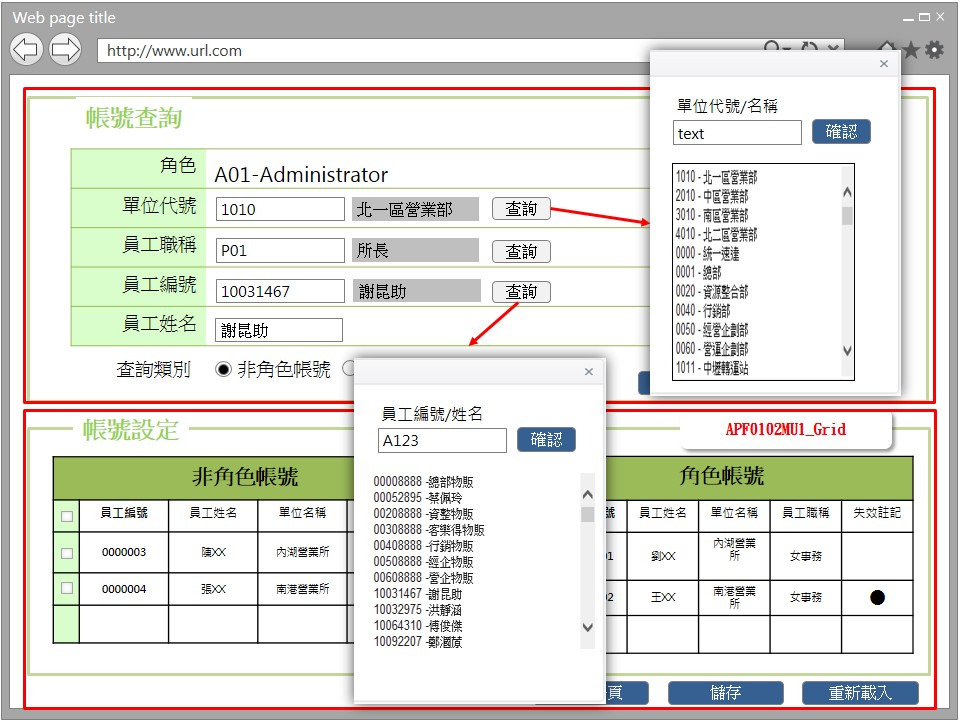 Web page title
http://www.url.com
帳號查詢
角色
A01-Administrator
單位代號
1010
北一區營業部
查詢
員工職稱
P01
所長
查詢
員工編號
10031467
謝昆助
查詢
員工姓名
謝昆助
查詢類別
非角色帳號
單位代號/名稱
text
確認
1010 - 北一區營業部
2010 - 中區營業部
3010 - 南區營業部
4010 - 北二區營業部
0000 - 統一速達
0001 - 總部
0020 - 資源整合部
0040 - 行銷部
0050 - 經營企劃部
0060 - 營運企劃部
1011 - 中壢轉運站
員工編號/姓名
A123
確認
00008888 -總部物販
00052895 -禁佩玲
00208888 -資整物販
00308888 -客樂得物販
00408888 -行銷物販
00508888 -經企物販
00608888 -營企物販
10031467 -謝昆助
10032975 -洪靜涵
10064310 -傅俊傑
10092207 -鄭滙原
帳號設定
APF0102MU1_Grid
非角色帳號
員工編號 員工姓名 單位名稱
0000003 陳XX 內湖營業所
0000004 張XX 南港營業所
角色帳號
號 員工姓名 單位名稱 員工職稱 失效註記
01 劉XX 內湖營業所 女事務
02 王XX 南港營業所 女事務 ●
頁
儲存
重新載入